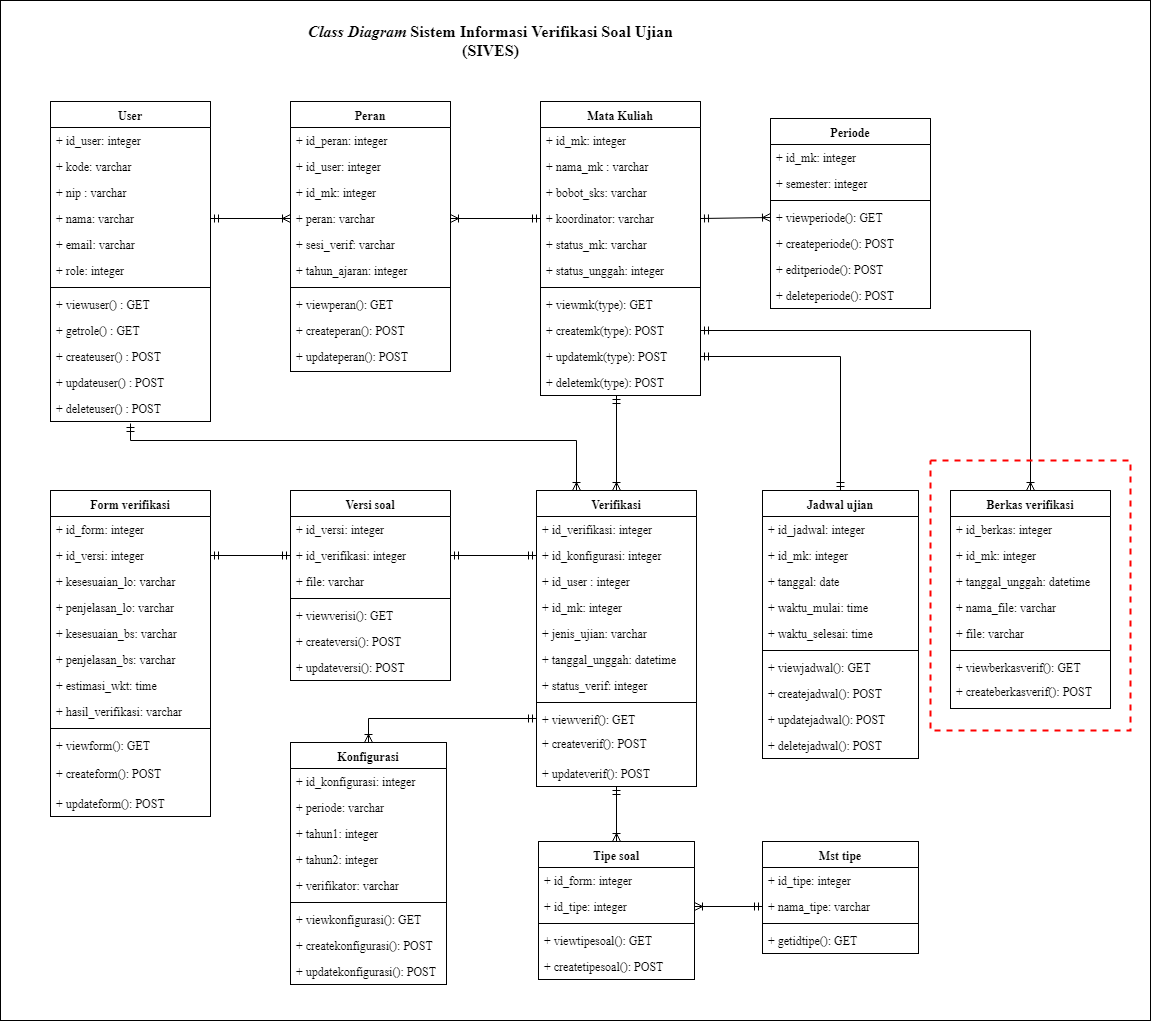 Class Diagram Sistem Informasi Verifikasi Soal Ujian
(SIVES)
User
+ id_user: integer
+ kode: varchar
+ nip : varchar
+ nama: varchar
+ email: varchar
+ role: integer
+ viewuser() : GET
+ getrole() : GET
+ createuser() : POST
+ updateuser() : POST
+ deleteuser() : POST
Peran
+ id_peran: integer
+ id_user: integer
+ id_mk: integer
+ peran: varchar
+ sesi_verif: varchar
+ tahun_ajaran: integer
+ viewperan(): GET
+ createperan(): POST
+ updateperan(): POST
Mata Kuliah
+ id_mk: integer
+ nama_mk : varchar
+ bobot_sks: varchar
+ koordinator: varchar
+ status_mk: varchar
+ status_unggah: integer
+ viewmk(type): GET
+ createmk(type): POST
+ updatemk(type): POST
+ deletemk(type): POST
Periode
+ id_mk: integer
+ semester: integer
+ viewperiode(): GET
+ createperiode(): POST
+ editperiode(): POST
+ deleteperiode(): POST
Form verifikasi
+ id_form: integer
+ id_versi: integer
+ kesesuaian_lo: varchar
+ penjelasan_lo: varchar
+ kesesuaian_bs: varchar
+ penjelasan_bs: varchar
+ estimasi_wkt: time
+ hasil_verifikasi: varchar
+ viewform(): GET
+ createform(): POST
+ updateform(): POST
Versi soal
+ id_versi: integer
+ id_verifikasi: integer
+ file: varchar
+ viewverisi(): GET
+ createversi(): POST
+ updateversi(): POST
Verifikasi
+ id_verifikasi: integer
+ id_konfigurasi: integer
+ id_user : integer
+ id_mk: integer
+ jenis_ujian: varchar
+ tanggal_unggah: datetime
+ status_verif: integer
+ viewverif(): GET
+ createverif(): POST
+ updateverif(): POST
Jadwal ujian
+ id_jadwal: integer
+ id_mk: integer
+ tanggal: date
+ waktu_mulai: time
+ waktu_selesai: time
+ viewjadwal(): GET
+ createjadwal(): POST
+ updatejadwal(): POST
+ deletejadwal(): POST
Berkas verifikasi
+ id_berkas: integer
+ id_mk: integer
+ tanggal_unggah: datetime
+ nama_file: varchar
+ file: varchar
+ viewberkasverif(): GET
+ createberkasverif(): POST
Konfigurasi
+ id_konfigurasi: integer
+ periode: varchar
+ tahun1: integer
+ tahun2: integer
+ verifikator: varchar
+ viewkonfigurasi(): GET
+ createkonfigurasi(): POST
+ updatekonfigurasi(): POST
Tipe soal
+ id_form: integer
+ id_tipe: integer
+ viewtipesoal(): GET
+ createtipesoal(): POST
Mst tipe
+ id_tipe: integer
+ nama_tipe: varchar
+ getidtipe(): GET